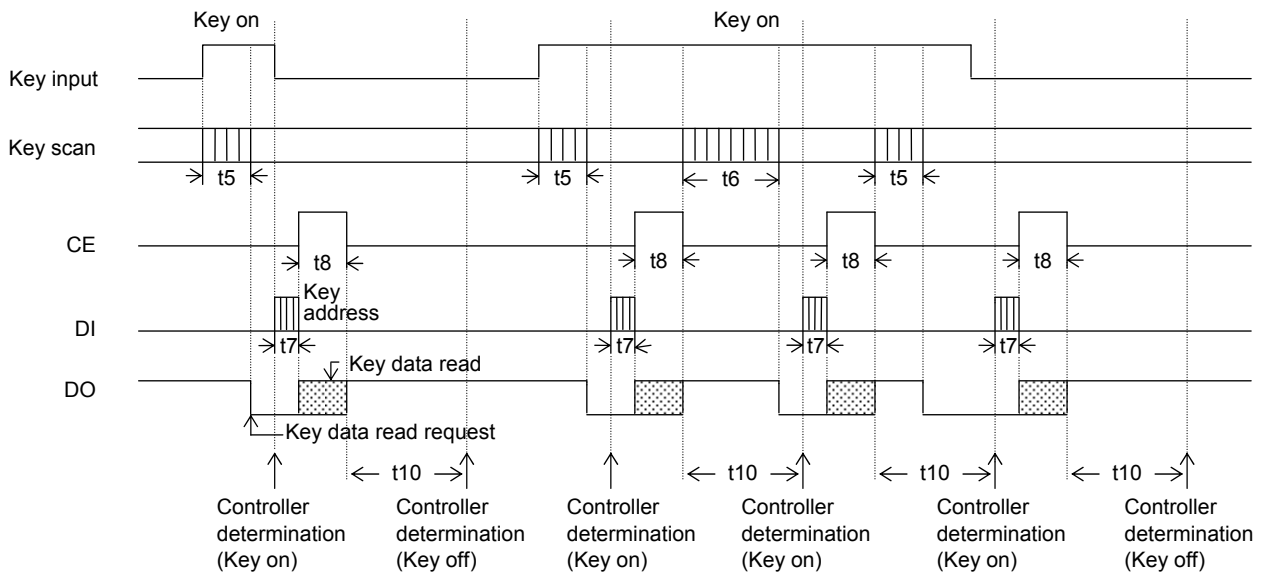 Key on
Key on
Key input
Key scan
t5
t5
t6
t5
CE
t8
t8
t8
t8
Key
address
DI
t7
t7
t7
t7
Key data read
DO
Key data read request
t10
t10
t10
t10
Controller
determination
(Key on)
Controller
determination
(Key off)
Controller
determination
(Key on)
Controller
determination
(Key on)
Controller
determination
(Key on)
Controller
determination
(Key off)